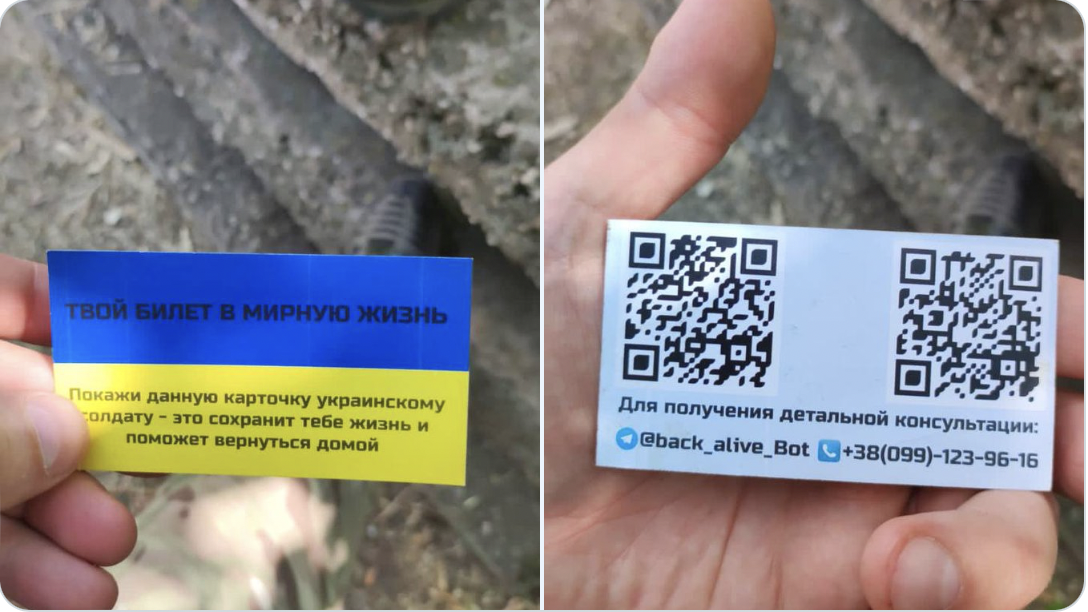 ТВОЙ БИЛЕТ В МИРНУЮ ЖИЗНЬ
Покажи данную карточку украинскому
солдату - это сохранит тебе жизнь и
поможет вернуться домой
Для получения детальной консультации:
@back_alive_Bot +38(099)-123-96-16